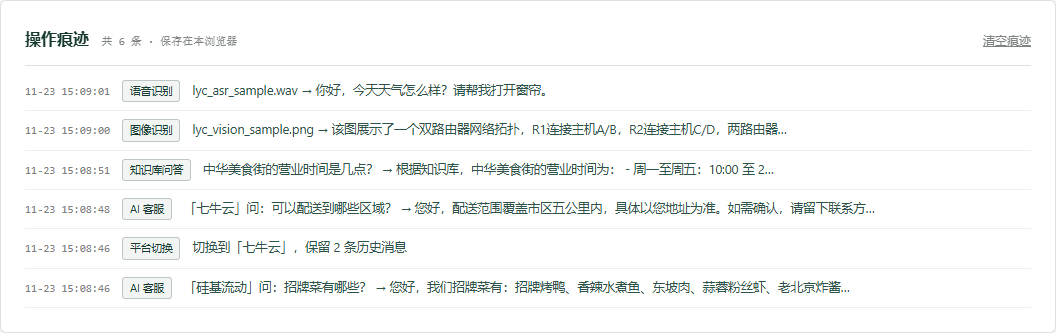 操作痕迹 共 6 条 · 保存在本浏览器 清空痕迹
11-23 15:09:01 语音识别 lyc_asr_sample.wav → 你好，今天天气怎么样？请帮我打开窗帘。
11-23 15:09:00 图像识别 lyc_vision_sample.png → 该图展示了一个双路由器网络拓扑，R1连接主机A/B，R2连接主机C/D，两路由器...
11-23 15:08:51 知识库问答 中华美食街的营业时间是几点？ → 根据知识库，中华美食街的营业时间为： - 周一至周五：10:00 至 2...
11-23 15:08:48 AI 客服 「七牛云」问：可以配送到哪些区域？ → 您好，配送范围覆盖市区五公里内，具体以您地址为准。如需确认，请留下联系方...
11-23 15:08:46 平台切换 切换到「七牛云」，保留 2 条历史消息
11-23 15:08:46 AI 客服 「硅基流动」问：招牌菜有哪些？ → 您好，我们招牌菜有：招牌烤鸭、香辣水煮鱼、东坡肉、蒜蓉粉丝虾、老北京炸酱...